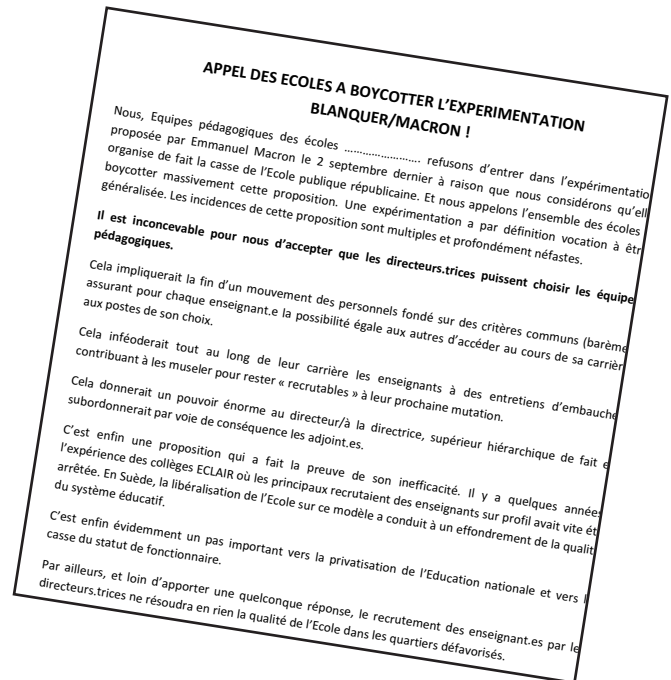 APPEL DES ECOLES A BOYCOTTER L’EXPERIMENTATION
BLANQUER/MACRON !
Nous, Equipes pédagogiques des écoles …………………….. refusons d’entrer dans l’expérimentatio
proposée par Emmanuel Macron le 2 septembre dernier à raison que nous considérons qu’ell
organise de fait la casse de l’Ecole publique républicaine. Et nous appelons l’ensemble des écoles
boycotter massivement cette proposition. Une expérimentation a par définition vocation à êtr
généralisée. Les incidences de cette proposition sont multiples et profondément néfastes.
Il est inconcevable pour nous d’accepter que les directeurs.trices puissent choisir les équipe
pédagogiques.
Cela impliquerait la fin d’un mouvement des personnels fondé sur des critères communs (barème
assurant pour chaque enseignant.e la possibilité égale aux autres d’accéder au cours de sa carrièr
aux postes de son choix.
Cela inféoderait tout au long de leur carrière les enseignants à des entretiens d’embauche
contribuant à les museler pour rester « recrutables » à leur prochaine mutation.
Cela donnerait un pouvoir énorme au directeur/à la directrice, supérieur hiérarchique de fait e
subordonnerait par voie de conséquence les adjoint.es.
C’est enfin une proposition qui a fait la preuve de son inefficacité. Il y a quelques années
l’expérience des collèges ECLAIR où les principaux recrutaient des enseignants sur profil avait vite ét
arrêtée. En Suède, la libéralisation de l’Ecole sur ce modèle a conduit à un effondrement de la qualit
du système éducatif.
C’est enfin évidemment un pas important vers la privatisation de l’Education nationale et vers l
casse du statut de fonctionnaire.
Par ailleurs, et loin d’apporter une quelconque réponse, le recrutement des enseignant.es par le
directeurs.trices ne résoudra en rien la qualité de l’Ecole dans les quartiers défavorisés.